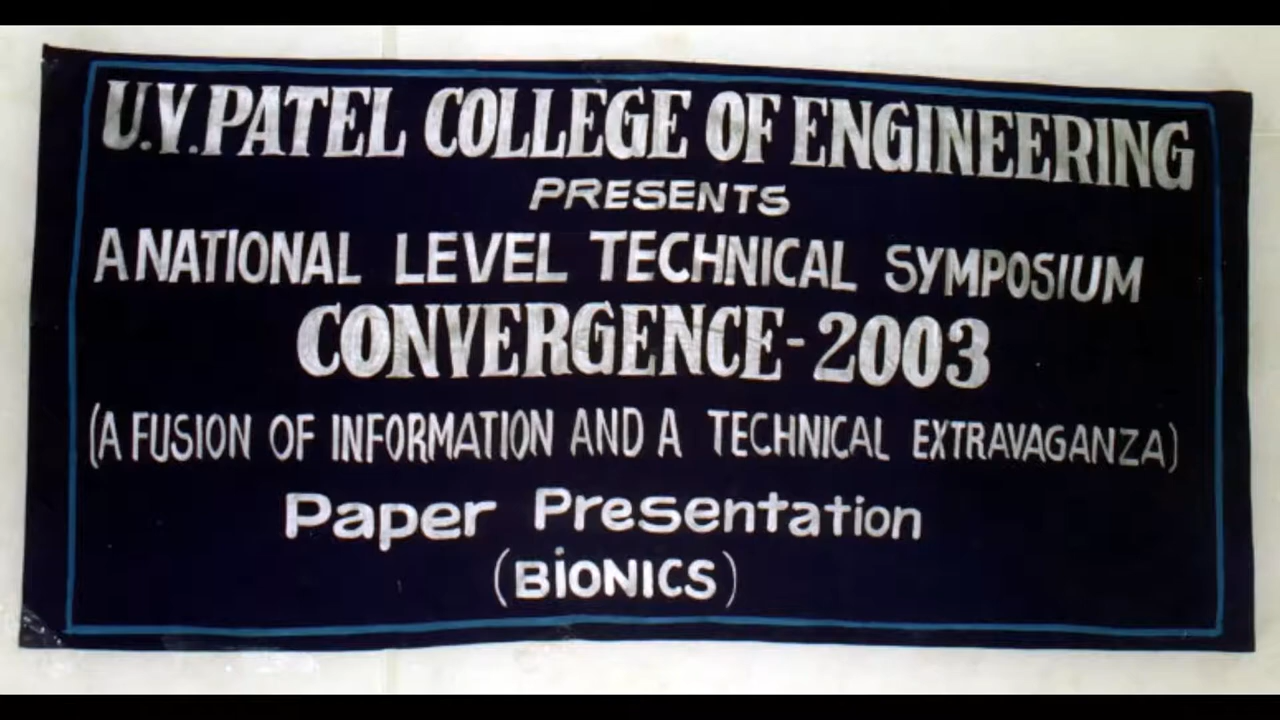 U.V.PATEL COLLEGE OF ENGINEERING
PRESENTS
A NATIONAL LEVEL TECHNICAL SYMPOSIUM
CONVERGENCE-2003
(A FUSION OF INFORMATION AND A TECHNICAL EXTRAVAGANZA)
Paper Presentation
(BiONICS)